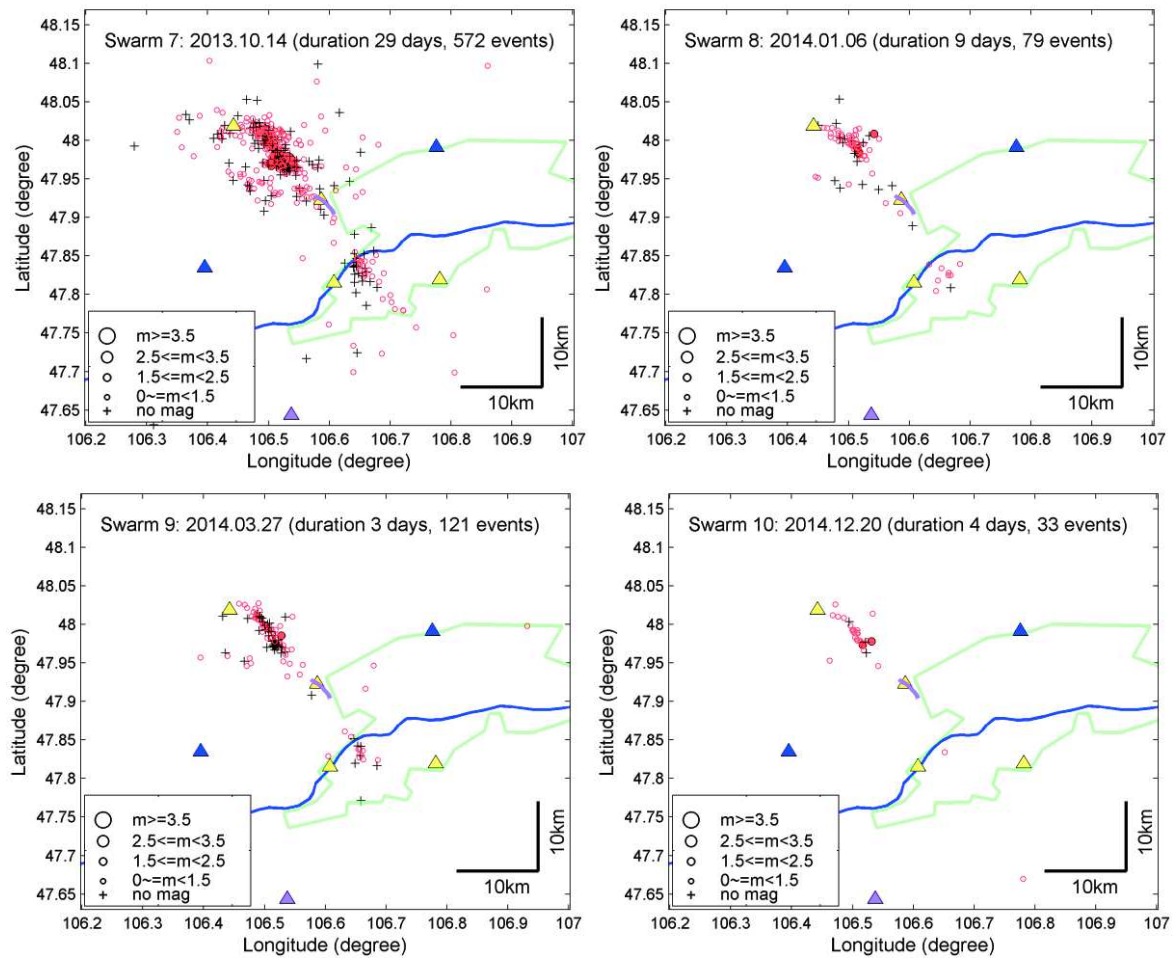 Swarm 7: 2013.10.14 (duration 29 days, 572 events)
48.15
48.1
48.05
48
47.95
47.9
47.85
47.8
47.75
47.7
47.65
Latitude (degree)
m>=3.5
2.5<=m<3.5
1.5<=m<2.5
0~=m<1.5
no mag
10km
10km
106.2 106.3 106.4 106.5 106.6 106.7 106.8 106.9 107
Longitude (degree)
Swarm 8: 2014.01.06 (duration 9 days, 79 events)
48.15
48.1
48.05
48
47.95
47.9
47.85
47.8
47.75
47.7
47.65
Latitude (degree)
m>=3.5
2.5<=m<3.5
1.5<=m<2.5
0~=m<1.5
no mag
10km
10km
106.2 106.3 106.4 106.5 106.6 106.7 106.8 106.9 107
Longitude (degree)
Swarm 9: 2014.03.27 (duration 3 days, 121 events)
48.15
48.1
48.05
48
47.95
47.9
47.85
47.8
47.75
47.7
47.65
Latitude (degree)
m>=3.5
2.5<=m<3.5
1.5<=m<2.5
0~=m<1.5
no mag
10km
10km
106.2 106.3 106.4 106.5 106.6 106.7 106.8 106.9 107
Longitude (degree)
Swarm 10: 2014.12.20 (duration 4 days, 33 events)
48.15
48.1
48.05
48
47.95
47.9
47.85
47.8
47.75
47.7
47.65
Latitude (degree)
m>=3.5
2.5<=m<3.5
1.5<=m<2.5
0~=m<1.5
no mag
10km
10km
106.2 106.3 106.4 106.5 106.6 106.7 106.8 106.9 107
Longitude (degree)